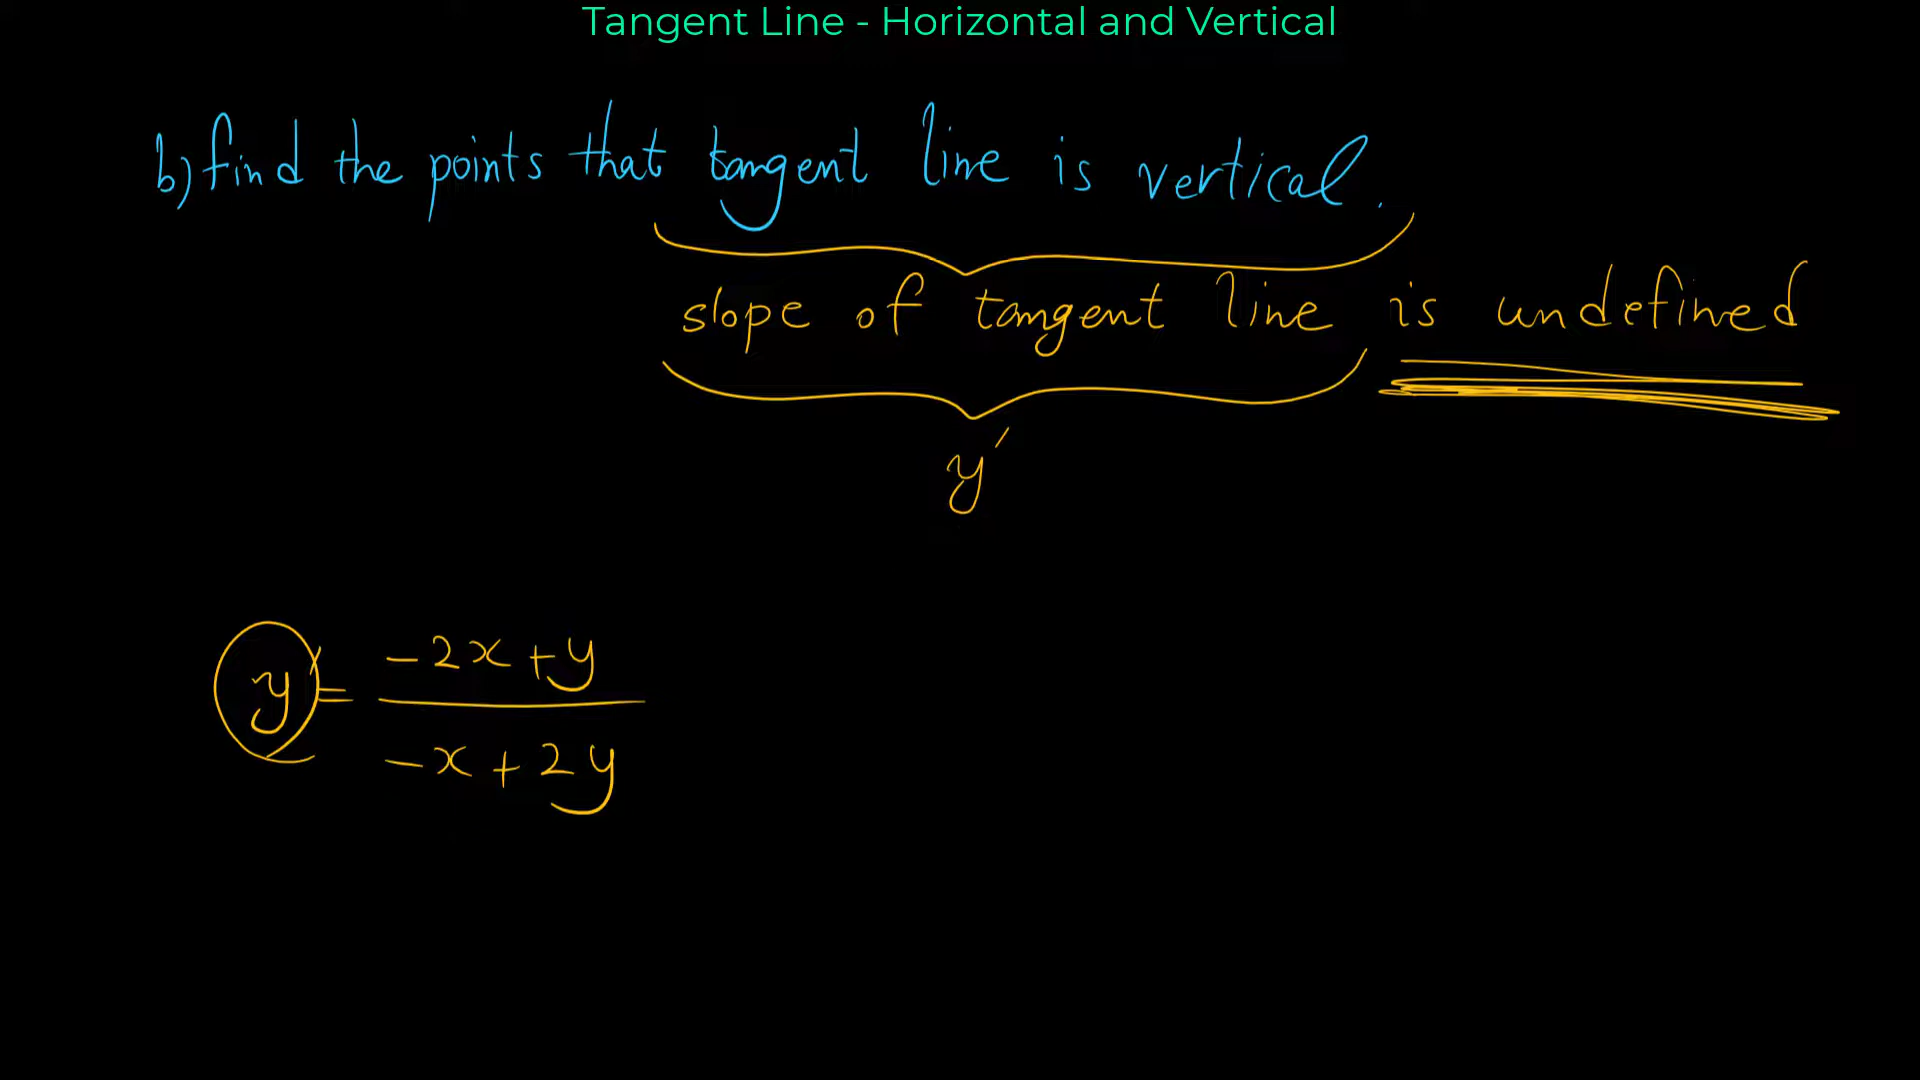 Tangent Line - Horizontal and Vertical
b) find the points that tangent line is vertical.
slope of tangent line is undefined
y'
y' = \frac{-2x+y}{-x+2y}